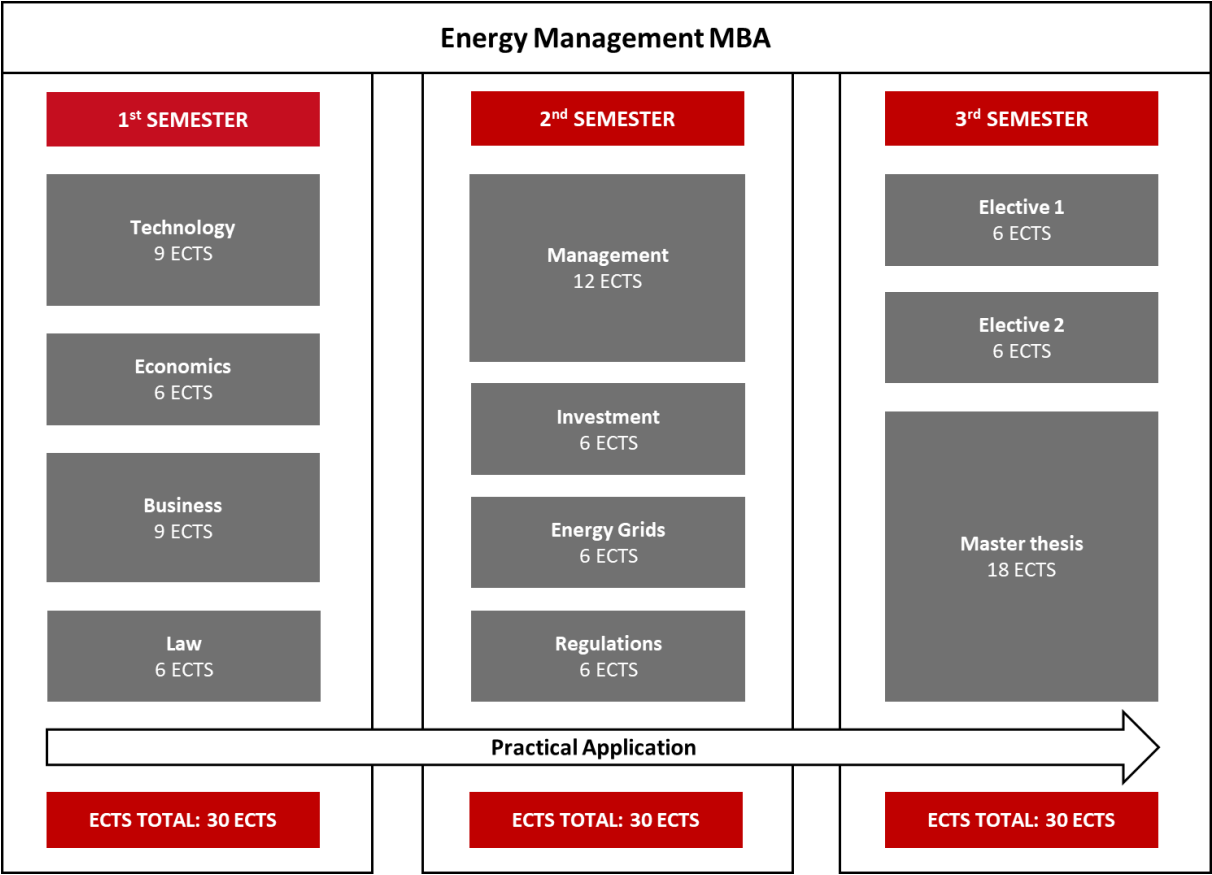 Energy Management MBA
1st SEMESTER
Technology
9 ECTS
Economics
6 ECTS
Business
9 ECTS
Law
6 ECTS
2nd SEMESTER
Management
12 ECTS
Investment
6 ECTS
Energy Grids
6 ECTS
Regulations
6 ECTS
3rd SEMESTER
Elective 1
6 ECTS
Elective 2
6 ECTS
Master thesis
18 ECTS
Practical Application
ECTS TOTAL: 30 ECTS
ECTS TOTAL: 30 ECTS
ECTS TOTAL: 30 ECTS